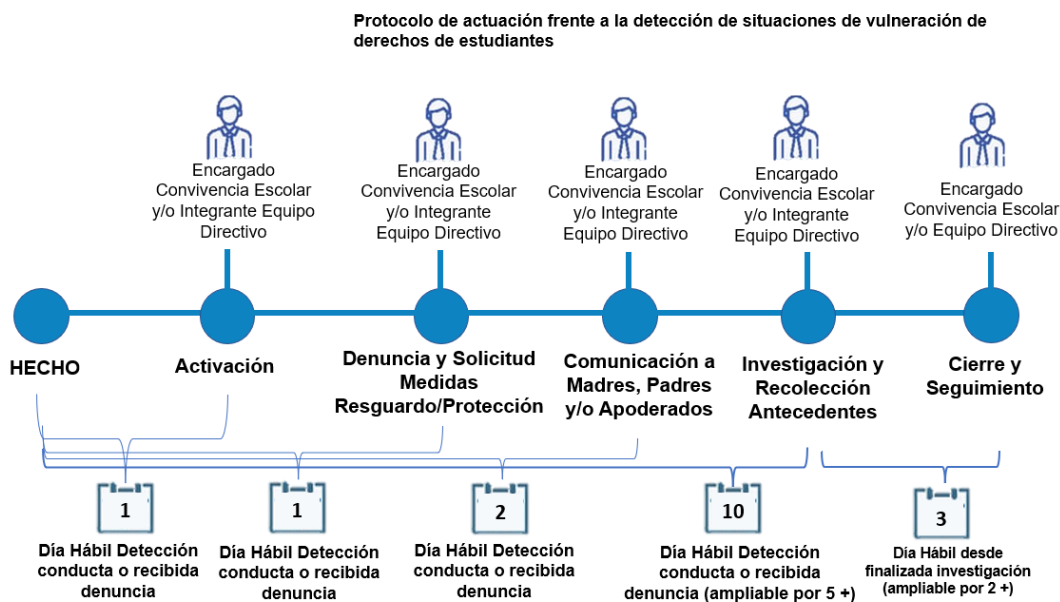 Protocolo de actuación frente a la detección de situaciones de vulneración de
derechos de estudiantes
Encargado
Convivencia Escolar
y/o Integrante Equipo
Directivo
Encargado
Convivencia Escolar
y/o Integrante
Equipo Directivo
Encargado
Convivencia Escolar
y/o Integrante
Equipo Directivo
Encargado
Convivencia Escolar
y/o Integrante
Equipo Directivo
Encargado
Convivencia Escolar
y/o Equipo Directivo
HECHO
Activación
Denuncia y Solicitud
Medidas
Resguardo/Protección
Comunicación a
Madres, Padres
y/o Apoderados
Investigación y
Recolección
Antecedentes
Cierre y
Seguimiento
1
Día Hábil Detección
conducta o recibida
denuncia
1
Día Hábil Detección
conducta o recibida
denuncia
2
Día Hábil Detección
conducta o recibida
denuncia
10
Día Hábil Detección
conducta o recibida
denuncia (ampliable por 5 +)
3
Día Hábil desde
finalizada investigación
(ampliable por 2 +)